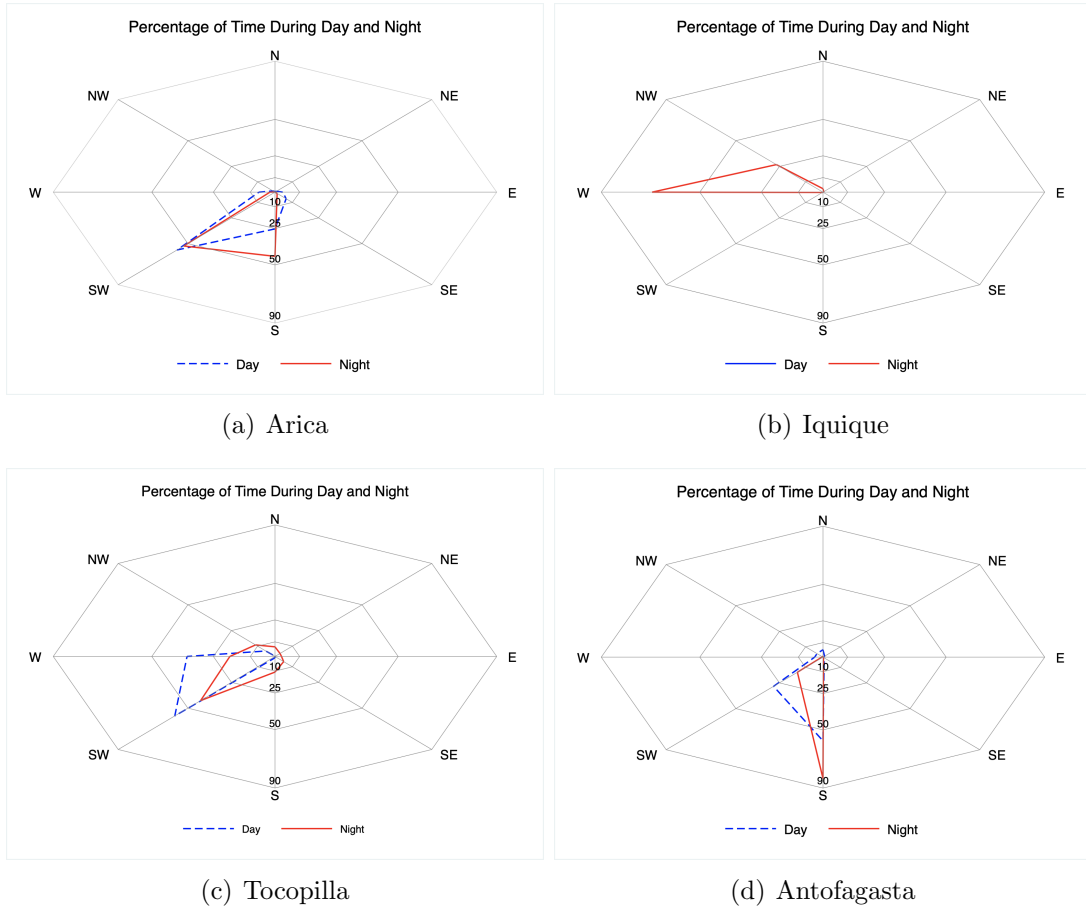 Percentage of Time During Day and Night
N
NW NE
W E
10
25
50
SW SE
90
S
Day Night
(a) Arica
Percentage of Time During Day and Night
N
NW NE
W E
10
25
50
SW SE
90
S
Day Night
(b) Iquique
Percentage of Time During Day and Night
N
NW NE
W E
10
25
50
SW SE
90
S
Day Night
(c) Tocopilla
Percentage of Time During Day and Night
N
NW NE
W E
10
25
50
SW SE
90
S
Day Night
(d) Antofagasta